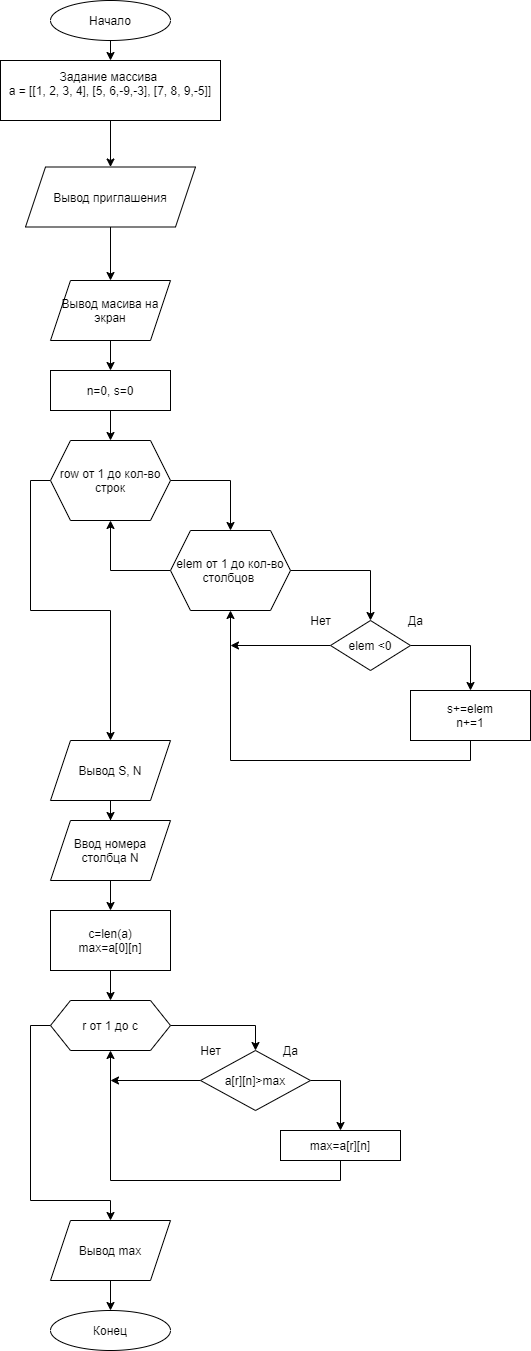 Начало
Задание массива
a = [[1, 2, 3, 4], [5, 6,-9,-3], [7, 8, 9,-5]]
Вывод приглашения
Вывод масива на
экран
n=0, s=0
row от 1 до кол-во
строк
elem от 1 до кол-во
столбцов
Нет
Да
elem <0
s+=elem
n+=1
Вывод S, N
Ввод номера
столбца N
c=len(a)
max=a[0][n]
r от 1 до c
Нет
Да
a[r][n]>max
max=a[r][n]
Вывод max
Конец